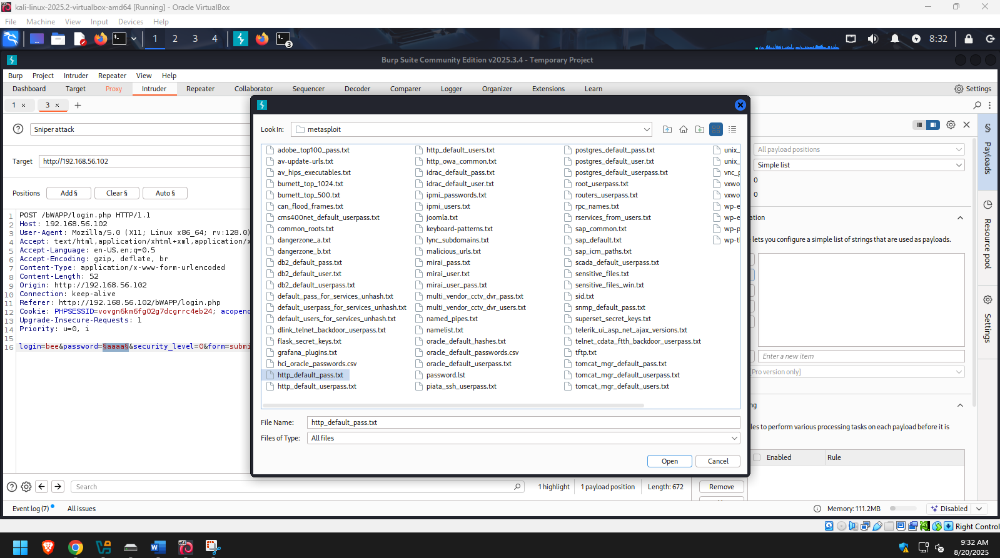 kali-linux-2025.2-virtualbox-amd64 [Running] - Oracle VirtualBox
File Machine View Input Devices Help
1 2 3 4 3 8:32
Burp Suite Community Edition v2025.3.4 - Temporary Project
Burp Project Intruder Repeater View Help
Dashboard Target Proxy Intruder Repeater Collaborator Sequencer Decoder Comparer Logger Organizer Extensions Learn Settings
1 × 3 × +
Sniper attack
Target http://192.168.56.102
Positions Add § Clear § Auto §
1 POST /bWAPP/login.php HTTP/1.1
2 Host: 192.168.56.102
3 User-Agent: Mozilla/5.0 (X11; Linux x86_64; rv:128.0)
4 Accept: text/html,application/xhtml+xml,application/x
5 Accept-Language: en-US,en;q=0.5
6 Accept-Encoding: gzip, deflate, br
7 Content-Type: application/x-www-form-urlencoded
8 Content-Length: 52
9 Origin: http://192.168.56.102
10 Connection: keep-alive
11 Referer: http://192.168.56.102/bWAPP/login.php
12 Cookie: PHPSESSID=vovgn6km6fg02g7dcgrrc4eb24; acopend
13 Upgrade-Insecure-Requests: 1
14 Priority: u=0, i
15
16 login=bee&password=§aaaa§&security_level=0&form=submi
Look In: metasploit
adobe_top100_pass.txt
av-update-urls.txt
av_hips_executables.txt
burnett_top_1024.txt
burnett_top_500.txt
can_flood_frames.txt
cms400net_default_userpass.txt
common_roots.txt
dangerzone_a.txt
dangerzone_b.txt
db2_default_pass.txt
db2_default_user.txt
db2_default_userpass.txt
default_pass_for_services_unhash.txt
default_userpass_for_services_unhash.txt
default_users_for_services_unhash.txt
dlink_telnet_backdoor_userpass.txt
flask_secret_keys.txt
grafana_plugins.txt
hci_oracle_passwords.csv
http_default_pass.txt
http_default_userpass.txt
http_default_users.txt
http_owa_common.txt
idrac_default_pass.txt
idrac_default_user.txt
ipmi_passwords.txt
ipmi_users.txt
joomla.txt
keyboard-patterns.txt
lync_subdomains.txt
malicious_urls.txt
mirai_pass.txt
mirai_user.txt
mirai_user_pass.txt
multi_vendor_cctv_dvr_pass.txt
multi_vendor_cctv_dvr_users.txt
named_pipes.txt
namelist.txt
oracle_default_hashes.txt
oracle_default_passwords.csv
oracle_default_userpass.txt
password.lst
piata_ssh_userpass.txt
postgres_default_pass.txt
postgres_default_user.txt
postgres_default_userpass.txt
root_userpass.txt
routers_userpass.txt
rpc_names.txt
rservices_from_users.txt
sap_common.txt
sap_default.txt
sap_icm_paths.txt
scada_default_userpass.txt
sensitive_files.txt
sensitive_files_win.txt
sid.txt
snmp_default_pass.txt
superset_secret_keys.txt
telerik_ui_asp_net_ajax_versions.txt
telnet_cdata_ftth_backdoor_userpass.txt
tftp.txt
tomcat_mgr_default_pass.txt
tomcat_mgr_default_userpass.txt
tomcat_mgr_default_users.txt
unix_
unix_
vnc_p
vxwo
vxwo
wp-e
wp-e
wp-p
wp-t
File Name: http_default_pass.txt
Files of Type: All files
Open Cancel
All payload positions
Simple list
0
0
ation
lets you configure a simple list of strings that are used as payloads.
Enter a new item
[Pro version only]
ng
les to perform various processing tasks on each payload before it is
Enabled Rule
Remove
§ Payloads
Resource pool
Settings
Search 1 highlight 1 payload position Length: 672
Event log (7) All issues Memory: 111.2MB Disabled
Right Control
9:32 AM
8/20/2025